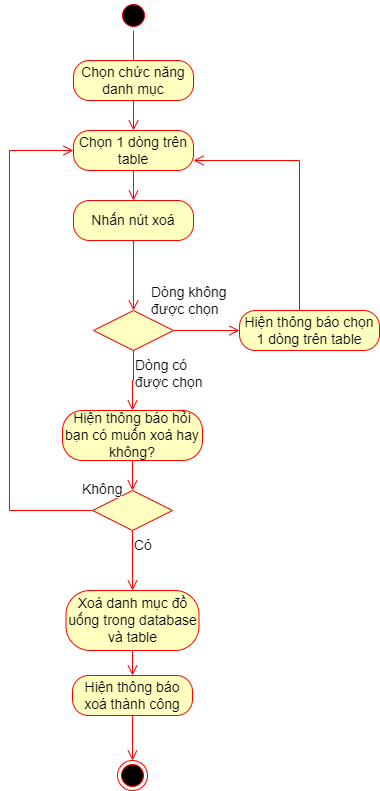 Chọn chức năng
danh mục
Chọn 1 dòng trên
table
Nhấn nút xoá
Dòng không
được chọn
Hiện thông báo chọn
1 dòng trên table
Dòng có
được chọn
Hiện thông báo hỏi
bạn có muốn xoá hay
không?
Không
Có
Xoá danh mục đồ
uống trong database
và table
Hiện thông báo
xoá thành công